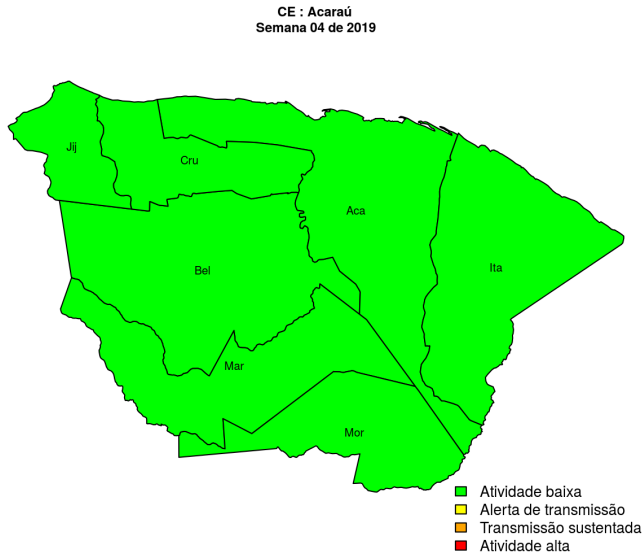 CE : Acaraú
Semana 04 de 2019
Jij
Cru
Aca
Bel
Ita
Mar
Mor
Atividade baixa
Alerta de transmissão
Transmissão sustentada
Atividade alta